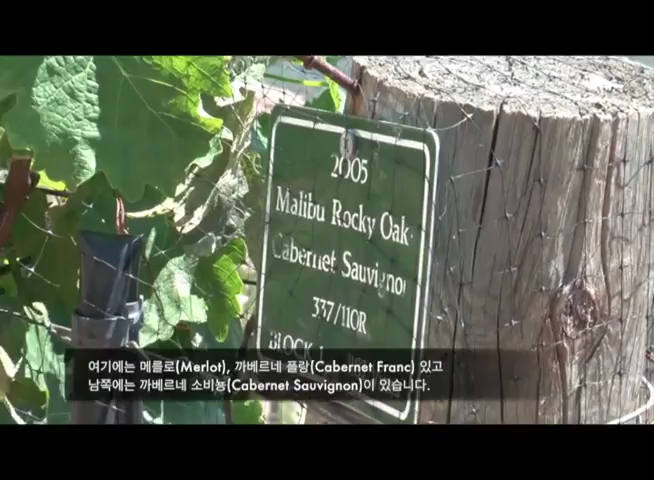 2005
Malibu Rocky Oak
Cabernet Sauvignon
337/110R
BLOCK
여기에는 메를로(Merlot), 까베르네 플랑(Cabernet Franc) 있고
남쪽에는 까베르네 소비뇽(Cabernet Sauvignon)이 있습니다.